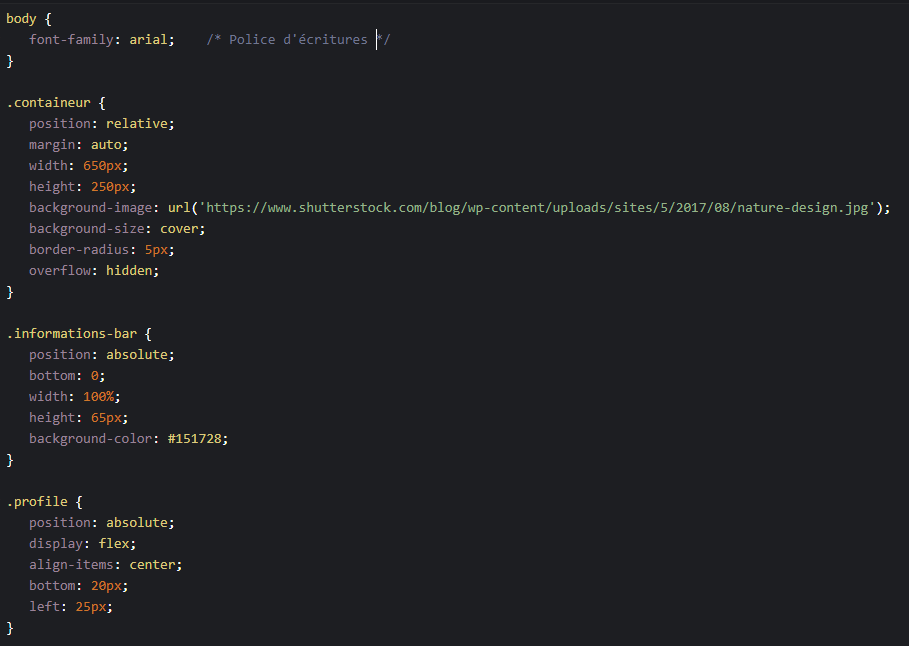 body {
font-family: arial; /* Police d'écritures */
}
.containeur {
position: relative;
margin: auto;
width: 650px;
height: 250px;
background-image: url('https://www.shutterstock.com/blog/wp-content/uploads/sites/5/2017/08/nature-design.jpg');
background-size: cover;
border-radius: 5px;
overflow: hidden;
}
.informations-bar {
position: absolute;
bottom: 0;
width: 100%;
height: 65px;
background-color: #151728;
}
.profile {
position: absolute;
display: flex;
align-items: center;
bottom: 20px;
left: 25px;
}